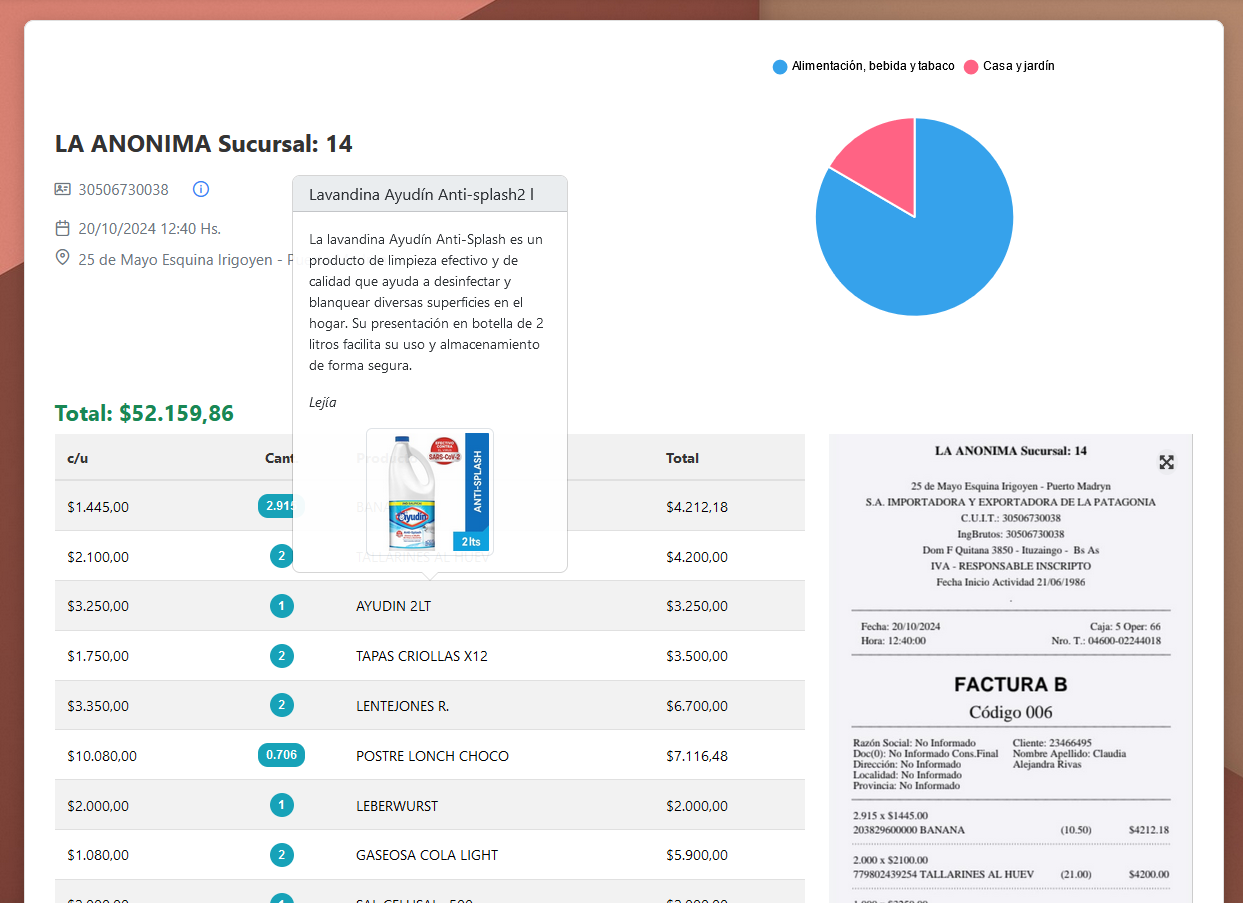 Alimentación, bebida y tabaco Casa y jardín
LA ANONIMA Sucursal: 14
30506730038
20/10/2024 12:40 Hs.
25 de Mayo Esquina Irigoyen - Pu
Lavandina Ayudín Anti-splash2 l
La lavandina Ayudín Anti-Splash es un
producto de limpieza efectivo y de
calidad que ayuda a desinfectar y
blanquear diversas superficies en el
hogar. Su presentación en botella de 2
litros facilita su uso y almacenamiento
de forma segura.
Lejía
SARS-CoV-2
ANTI-SPLASH
Ayudín
2 lts
Total: $52.159,86
c/u Cant. Producto Total
$1.445,00 2.915 BANANA $4.212,18
$2.100,00 2 TALLARINES AL HUEV $4.200,00
$3.250,00 1 AYUDIN 2LT $3.250,00
$1.750,00 2 TAPAS CRIOLLAS X12 $3.500,00
$3.350,00 2 LENTEJONES R. $6.700,00
$10.080,00 0.706 POSTRE LONCH CHOCO $7.116,48
$2.000,00 1 LEBERWURST $2.000,00
$1.080,00 2 GASEOSA COLA LIGHT $5.900,00
LA ANONIMA Sucursal: 14
25 de Mayo Esquina Irigoyen - Puerto Madryn
S.A. IMPORTADORA Y EXPORTADORA DE LA PATAGONIA
C.U.I.T.: 30506730038
IngBrutos: 30506730038
Dom F Quitana 3850 - Ituzaingo - Bs As
IVA - RESPONSABLE INSCRIPTO
Fecha Inicio Actividad 21/06/1986
.
Fecha: 20/10/2024 Caja: 5 Oper: 66
Hora: 12:40:00 Nro. T.: 04600-02244018
FACTURA B
Código 006
Razón Social: No Informado Cliente: 23466495
Doc(0): No Informado Cons.Final Nombre Apellido: Claudia
Dirección: No Informado Alejandra Rivas
Localidad: No Informado
Provincia: No Informado
2.915 x $1445.00
203829600000 BANANA (10.50) $4212.18
2.000 x $2100.00
779802439254 TALLARINES AL HUEV (21.00) $4200.00